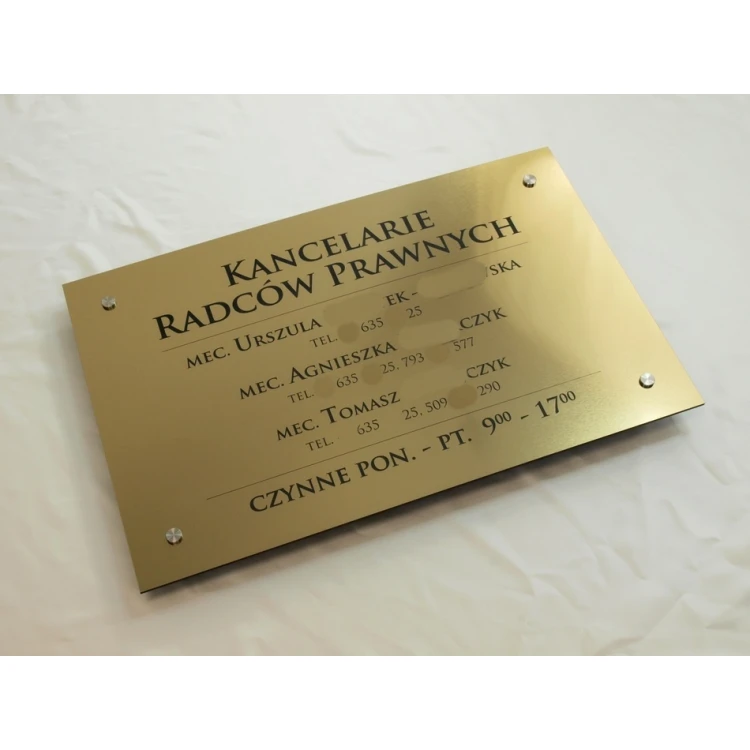 KANCELARIE
RADCÓW PRAWNYCH
MEC. URSZULA EK - SKA
TEL. 635 25
MEC. AGNIESZKA CZYK
TEL. 635 25. 793 577
MEC. TOMASZ CZYK
TEL. 635 25. 509 290
CZYNNE PON. - PT. 9⁰⁰ - 17⁰⁰